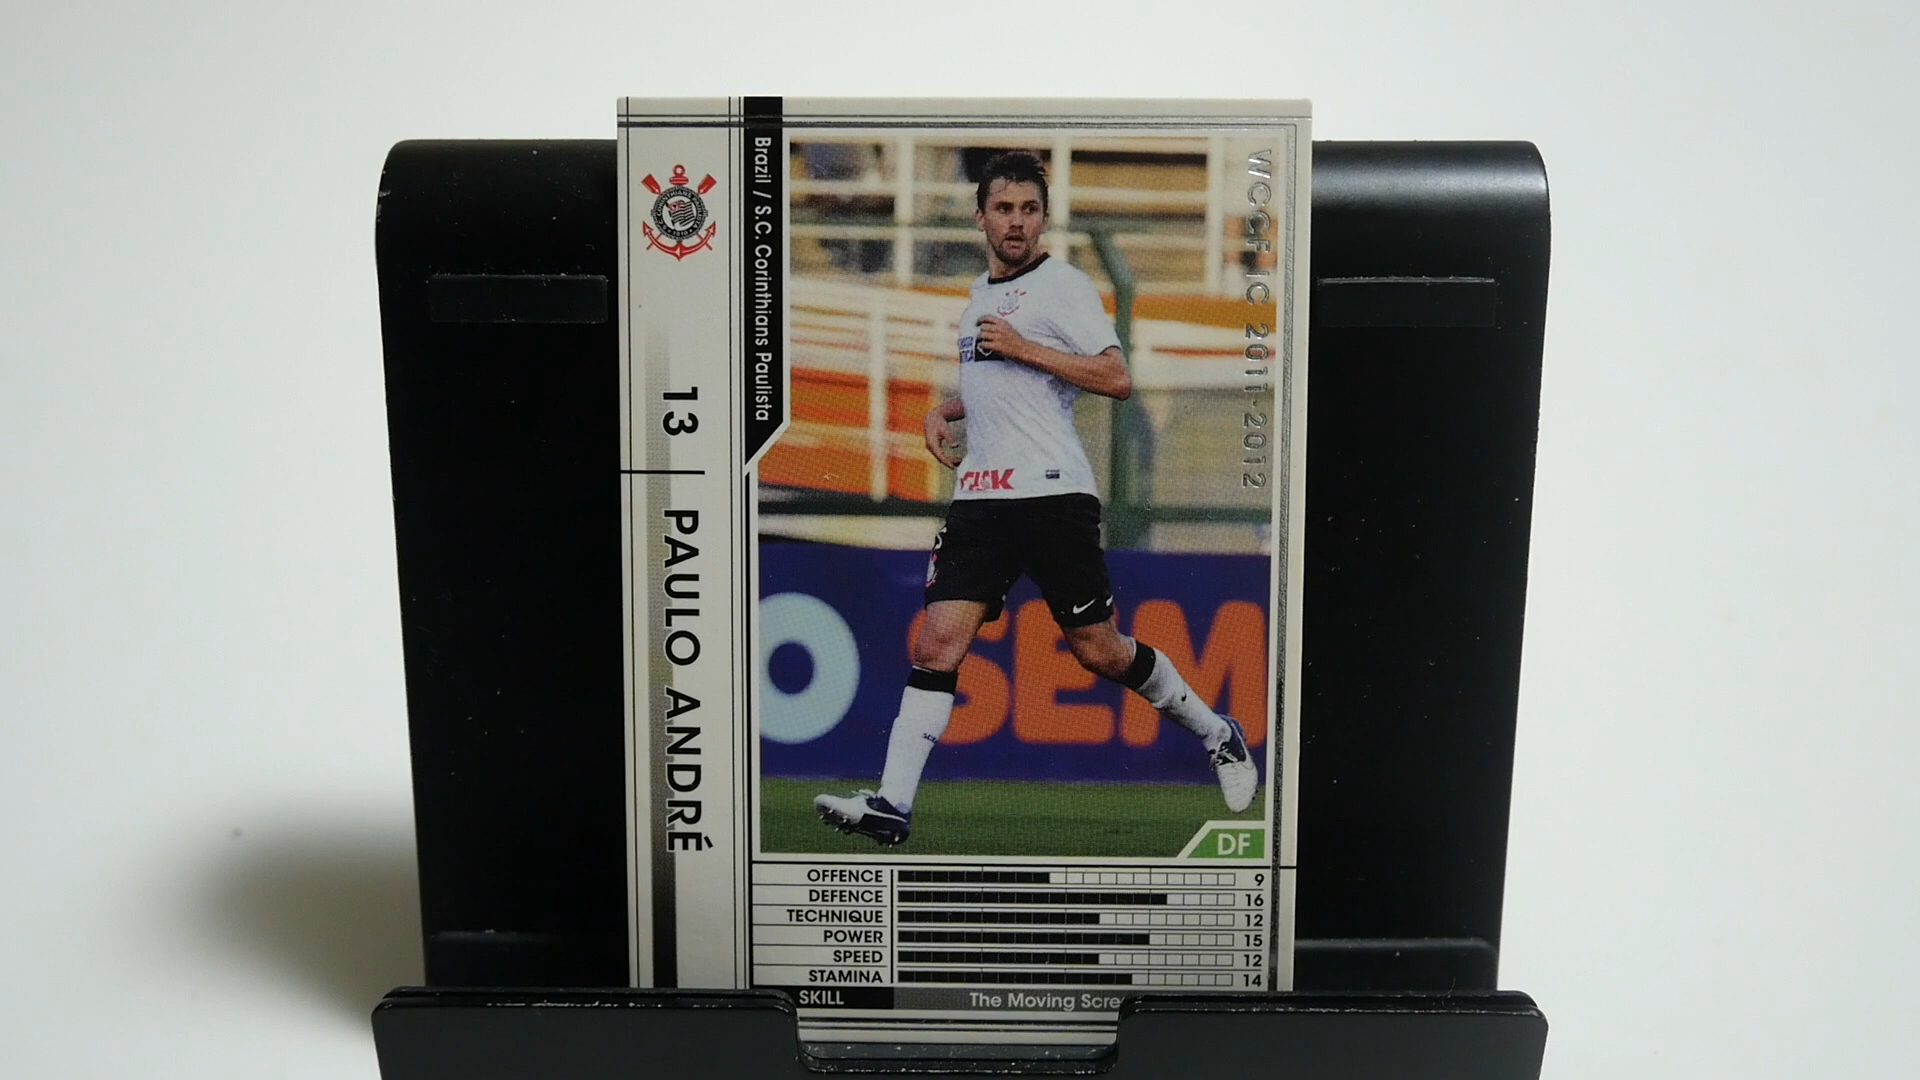 WCCF IC 2011-2012
Brazil / S.C. Corinthians Paulista
13 PAULO ANDRÉ
O SEM
DF
OFFENCE 9
DEFENCE 16
TECHNIQUE 12
POWER 15
SPEED 12
STAMINA 14
SKILL The Moving Scre